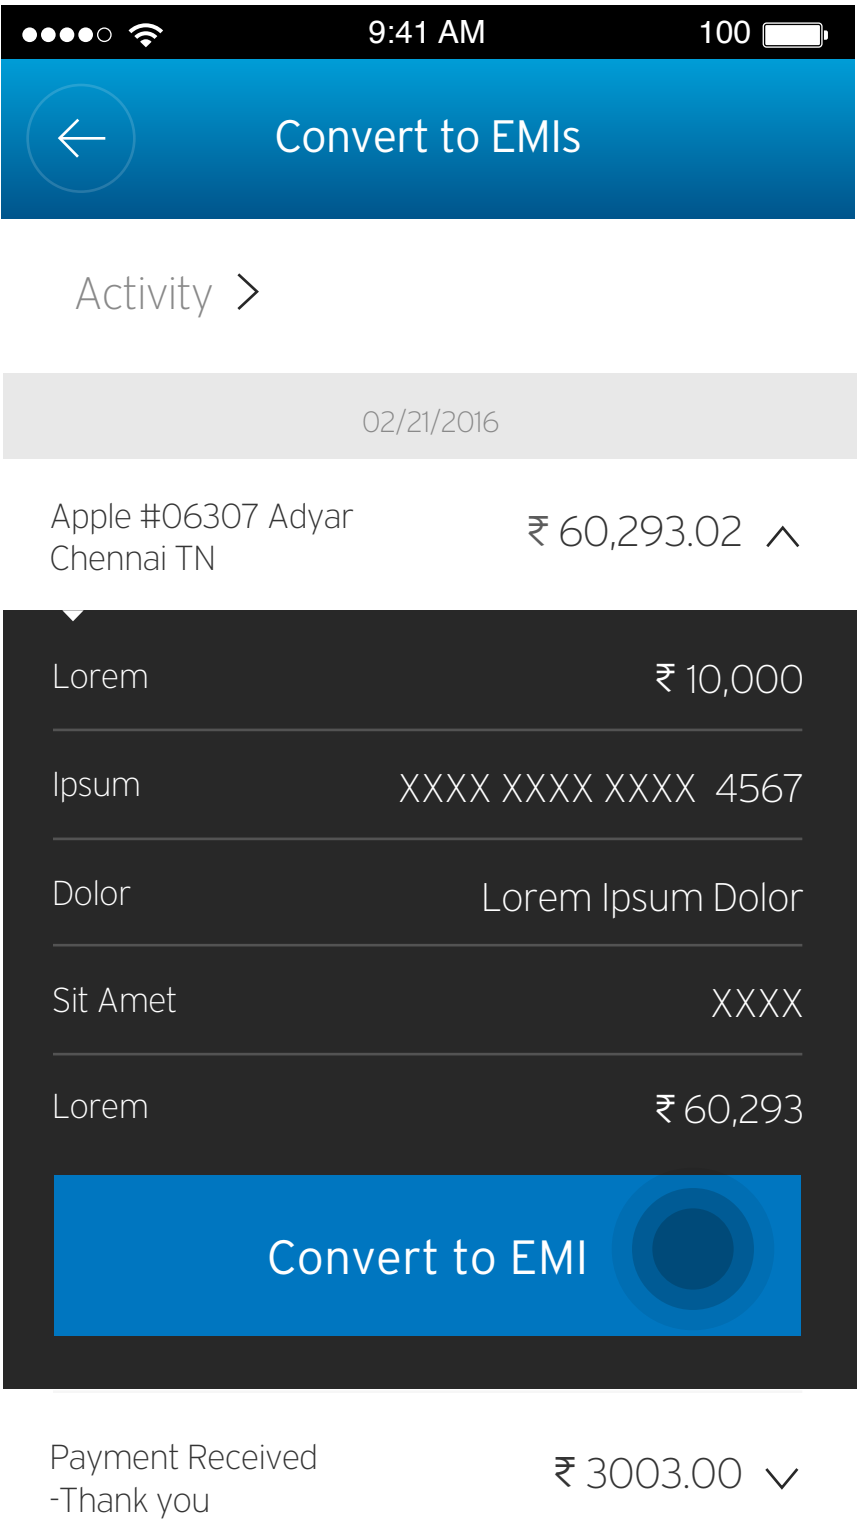 9:41 AM 100
Convert to EMIs
Activity
02/21/2016
Apple #06307 Adyar
Chennai TN
₹ 60,293.02
Lorem ₹ 10,000
Ipsum XXXX XXXX XXXX 4567
Dolor Lorem Ipsum Dolor
Sit Amet XXXX
Lorem ₹ 60,293
Convert to EMI
Payment Received
-Thank you
₹ 3003.00